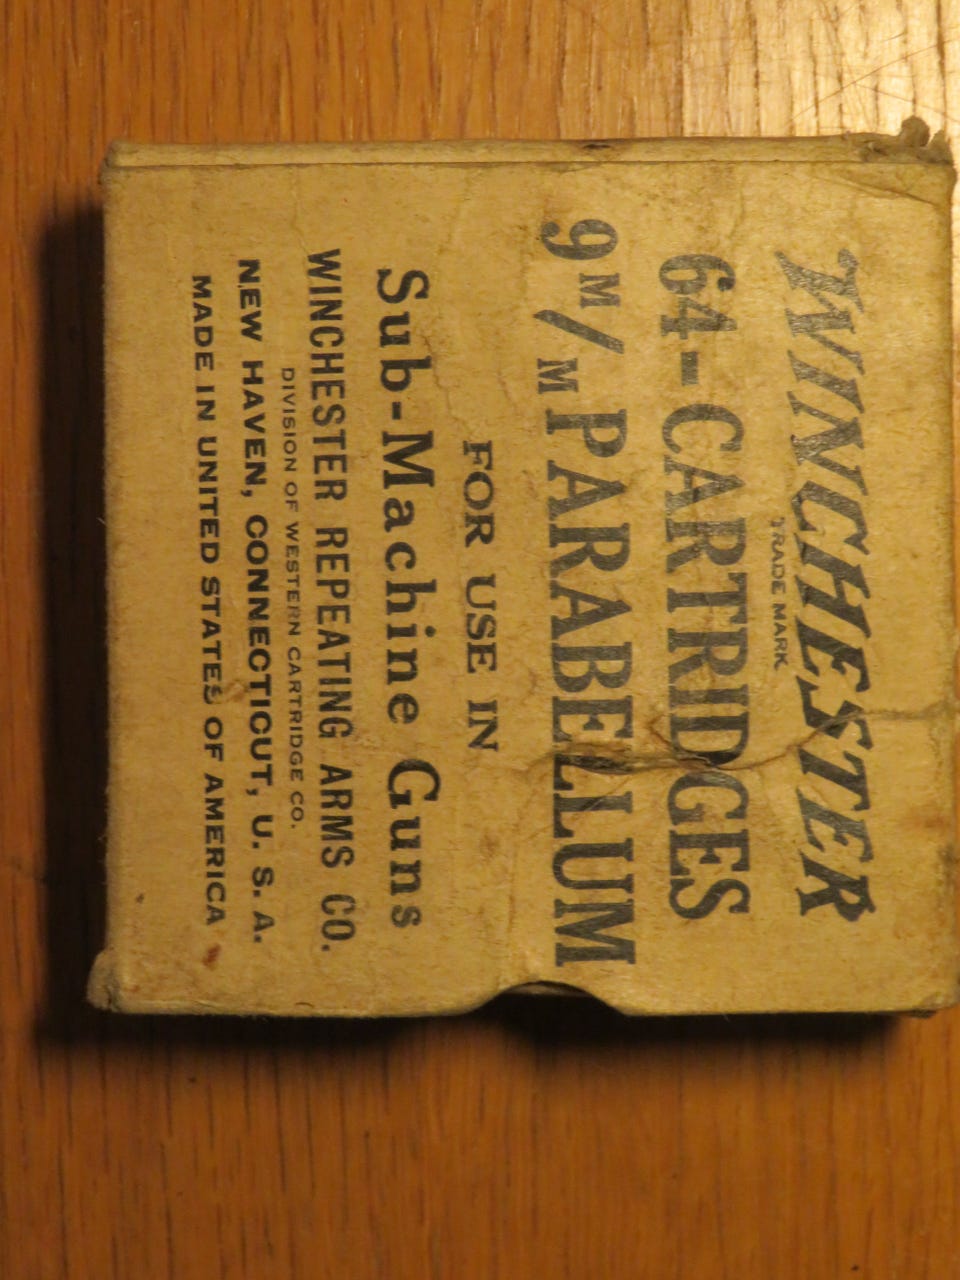 WINCHESTER
TRADE MARK
64-CARTRIDGES
9 M/M PARABELLUM
FOR USE IN
Sub-Machine Guns
WINCHESTER REPEATING ARMS CO.
DIVISION OF WESTERN CARTRIDGE CO.
NEW HAVEN, CONNECTICUT, U. S. A.
MADE IN UNITED STATES OF AMERICA